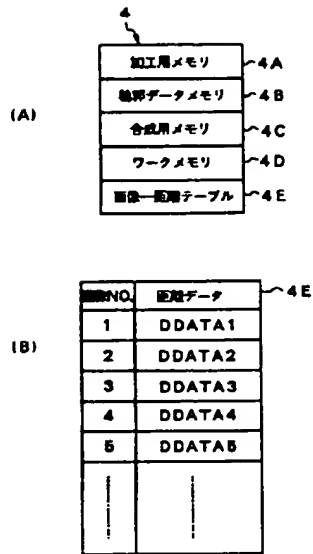 4
(A)
加工用メモリ 4A
輪郭データメモリ 4B
合成用メモリ 4C
ワークメモリ 4D
画像―距離テーブル 4E
(B)
画像NO. 距離データ 4E
1 DDATA1
2 DDATA2
3 DDATA3
4 DDATA4
5 DDATA5